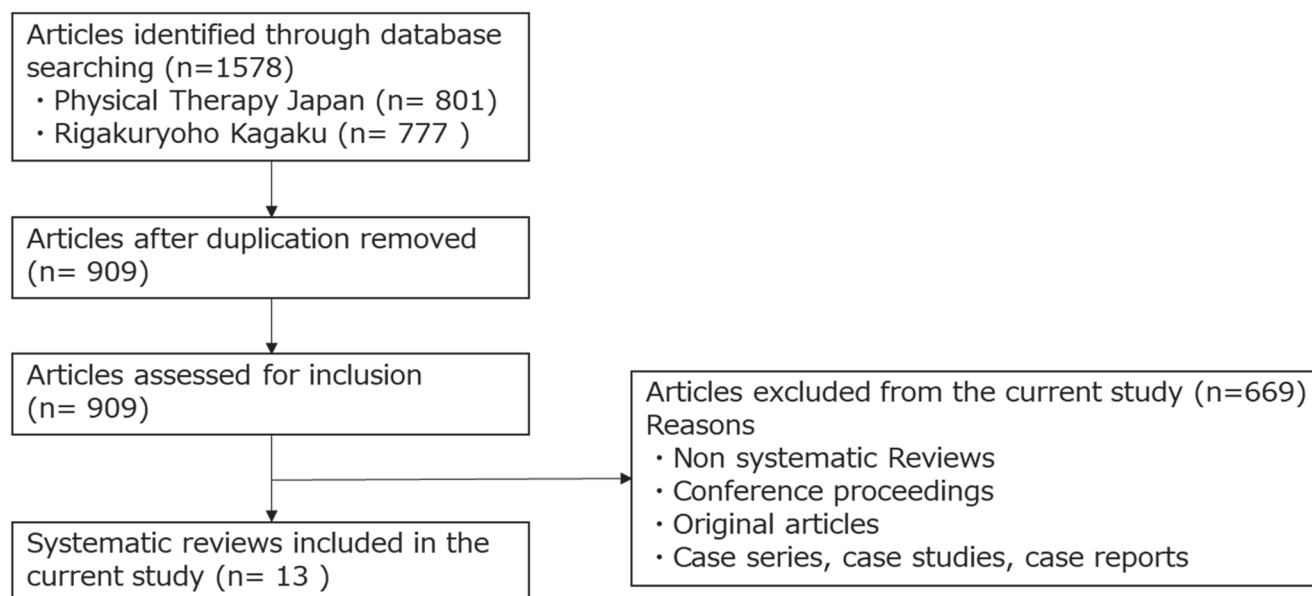 Articles identified through database
searching (n=1578)
・Physical Therapy Japan (n= 801)
・Rigakuryoho Kagaku (n= 777 )
Articles after duplication removed
(n= 909)
Articles assessed for inclusion
(n= 909)
Articles excluded from the current study (n=669)
Reasons
・Non systematic Reviews
・Conference proceedings
・Original articles
・Case series, case studies, case reports
Systematic reviews included in the
current study (n= 13 )